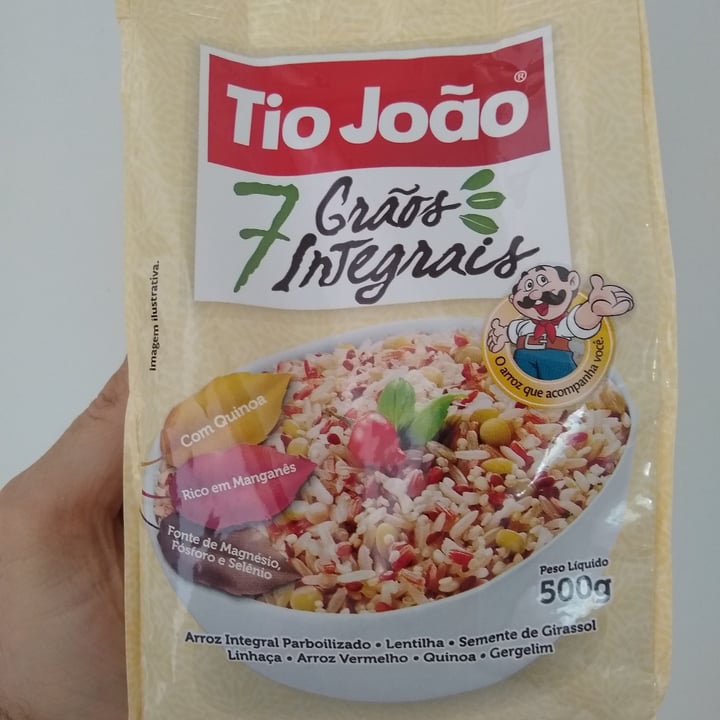 Tio João®
7 Grãos
Integrais
Imagem ilustrativa.
O arroz que acompanha você.
Com Quinoa
Rico em Manganês
Fonte de Magnésio,
Fósforo e Selênio
Peso Líquido
500g
Arroz Integral Parboilizado • Lentilha • Semente de Girassol
Linhaça • Arroz Vermelho • Quinoa • Gergelim